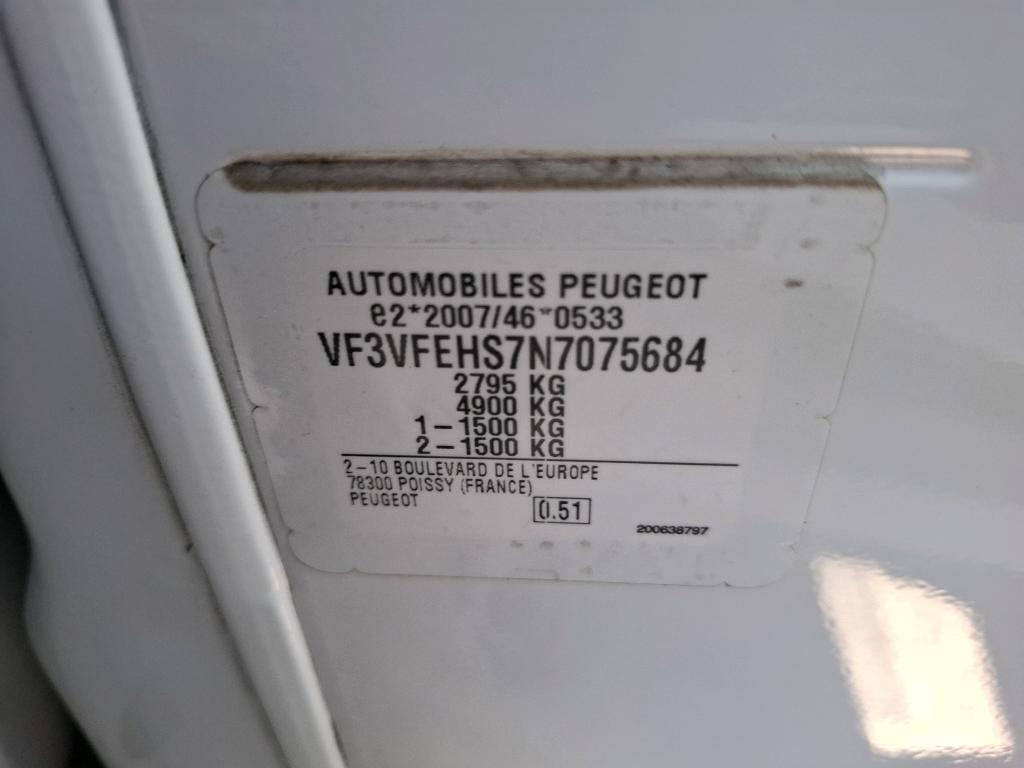 AUTOMOBILES PEUGEOT
e2*2007/46*0533
VF3VFEHS7N7075684
2795 KG
4900 KG
1-1500 KG
2-1500 KG
2-10 BOULEVARD DE L'EUROPE
78300 POISSY (FRANCE)
PEUGEOT
0.51
200638797